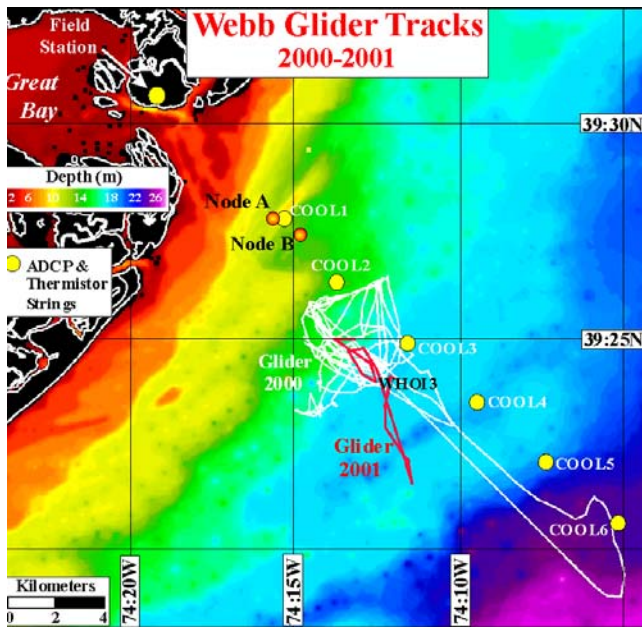 Webb Glider Tracks
2000-2001
Field
Station
Great
Bay
39:30N
Depth (m)
2 6 10 14 18 22 26
Node A
COOL1
Node B
ADCP &
Thermistor
Strings
COOL2
39:25N
COOL3
Glider
2000
WHOI3
COOL4
Glider
2001
COOL5
COOL6
Kilometers
0 2 4
74:20W
74:15W
74:10W